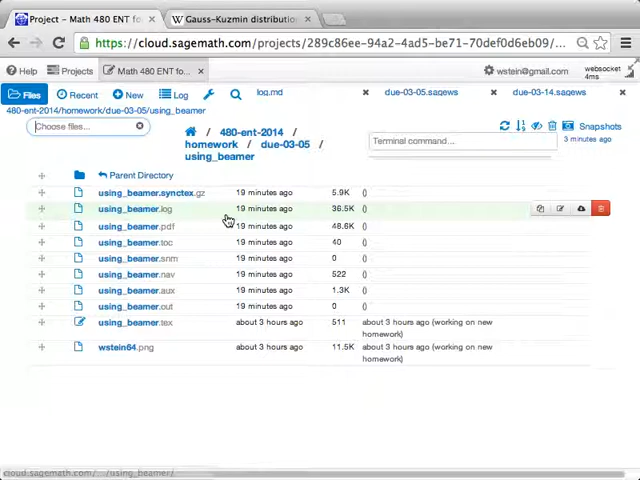 Project – Math 480 ENT fo
Gauss-Kuzmin distribution
https://cloud.sagemath.com/projects/289c86ee-94a2-4ad5-be71-70def0d6eb09/...
Help
Projects
Math 480 ENT fo...
wstein@gmail.com
websocket
4ms
Files
Recent
New
Log
log.md
due-03-05.sagews
due-03-14.sagews
480-ent-2014/homework/due-03-05/using_beamer
Choose files...
/ 480-ent-2014 /
homework / due-03-05 /
using_beamer
Terminal command...
Snapshots
3 minutes ago
Parent Directory
using_beamer.synctex.gz 19 minutes ago 5.9K ()
using_beamer.log 19 minutes ago 36.5K ()
using_beamer.pdf 19 minutes ago 48.6K ()
using_beamer.toc 19 minutes ago 40 ()
using_beamer.snm 19 minutes ago 0 ()
using_beamer.nav 19 minutes ago 522 ()
using_beamer.aux 19 minutes ago 1.3K ()
using_beamer.out 19 minutes ago 0 ()
using_beamer.tex about 3 hours ago 511 about 3 hours ago (working on new
homework)
wstein64.png about 3 hours ago 11.5K about 3 hours ago (working on new
homework)
cloud.sagemath.com/.../using_beamer/